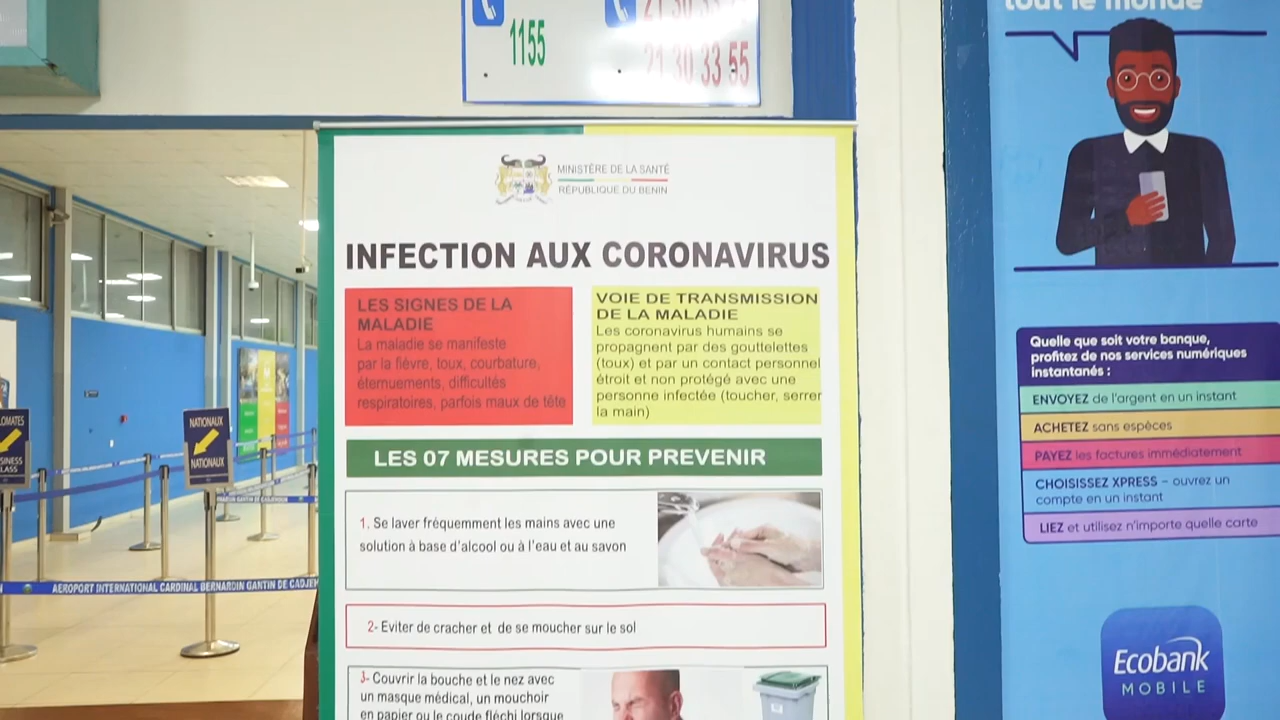 1155
21 30 33 55
MINISTÈRE DE LA SANTÉ
RÉPUBLIQUE DU BENIN
INFECTION AUX CORONAVIRUS
LES SIGNES DE LA
MALADIE
La maladie se manifeste
par la fièvre, toux, courbature,
éternuements, difficultés
respiratoires, parfois maux de tête
VOIE DE TRANSMISSION
DE LA MALADIE
Les coronavirus humains se
propagnent par des gouttelettes
(toux) et par un contact personnel
étroit et non protégé avec une
personne infectée (toucher, serrer
la main)
LES 07 MESURES POUR PREVENIR
1. Se laver fréquemment les mains avec une
solution à base d'alcool ou à l'eau et au savon
2- Eviter de cracher et de se moucher sur le sol
3- Couvrir la bouche et le nez avec
un masque médical, un mouchoir
en papier ou le coude fléchi lorsque
NATIONAUX
NATIONAUX
AEROPORT INTERNATIONAL CARDINAL BERNARDIN GANTIN DE CADJEH
tout le monde
Quelle que soit votre banque,
profitez de nos services numériques
instantanés :
ENVOYEZ de l'argent en un instant
ACHETEZ sans espèces
PAYEZ les factures immédiatement
CHOISISSEZ XPRESS – ouvrez un
compte en un instant
LIEZ et utilisez n'importe quelle carte
Ecobank
MOBILE